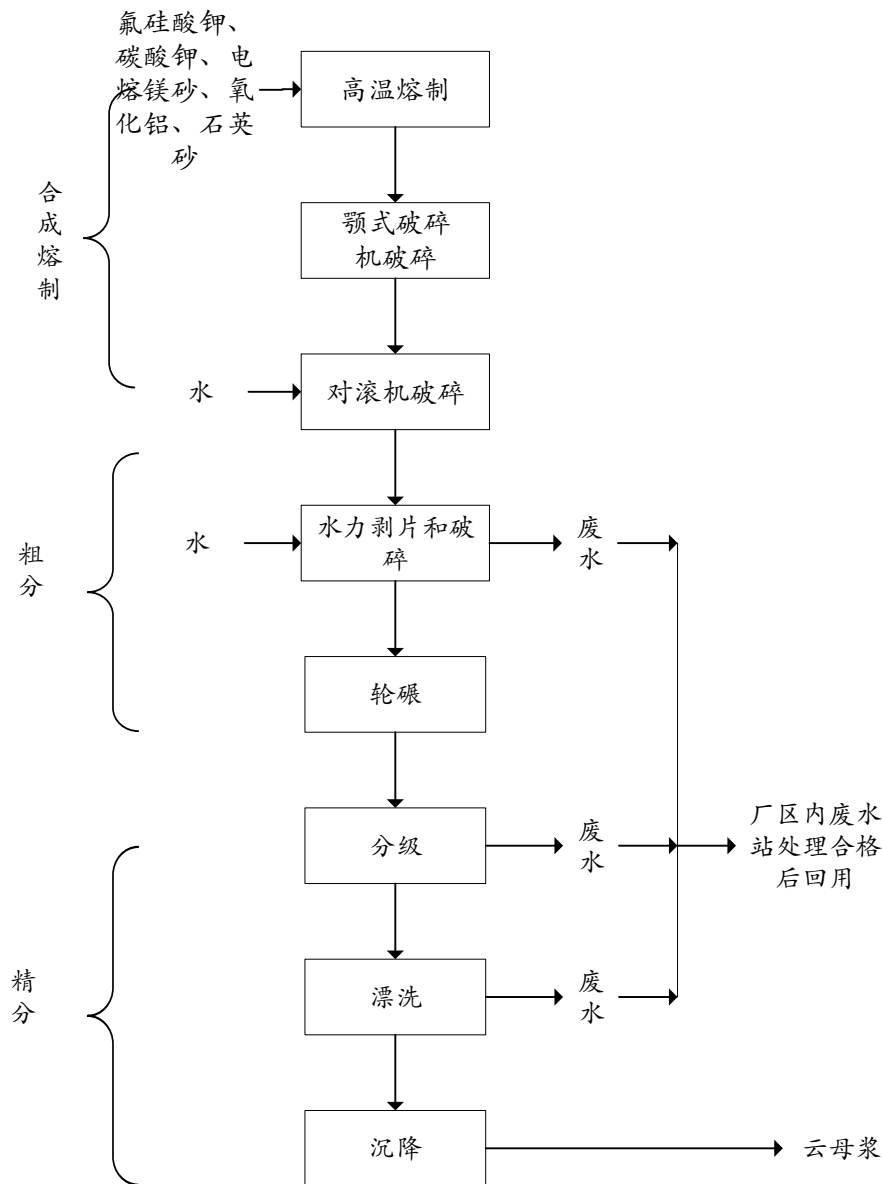 氟硅酸钾、
碳酸钾、电
熔镁砂、氧
化铝、石英
砂
高温熔制
合
成
熔
制
颚式破碎
机破碎
水
对滚机破碎
粗
分
水
水力剥片和破
碎
废
水
轮碾
分级
废
水
厂区内废水
站处理合格
后回用
精
分
漂洗
废
水
沉降
云母浆